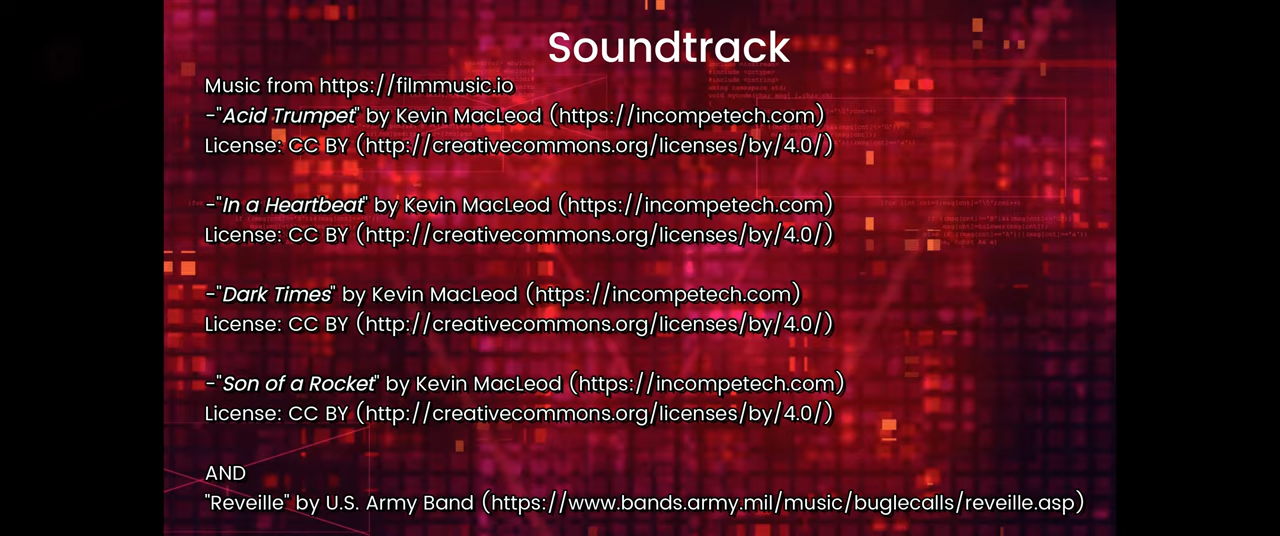 Soundtrack
Music from https://filmmusic.io
-"Acid Trumpet" by Kevin MacLeod (https://incompetech.com)
License: CC BY (http://creativecommons.org/licenses/by/4.0/)
-"In a Heartbeat" by Kevin MacLeod (https://incompetech.com)
License: CC BY (http://creativecommons.org/licenses/by/4.0/)
-"Dark Times" by Kevin MacLeod (https://incompetech.com)
License: CC BY (http://creativecommons.org/licenses/by/4.0/)
-"Son of a Rocket" by Kevin MacLeod (https://incompetech.com)
License: CC BY (http://creativecommons.org/licenses/by/4.0/)
AND
"Reveille" by U.S. Army Band (https://www.bands.army.mil/music/buglecalls/reveille.asp)